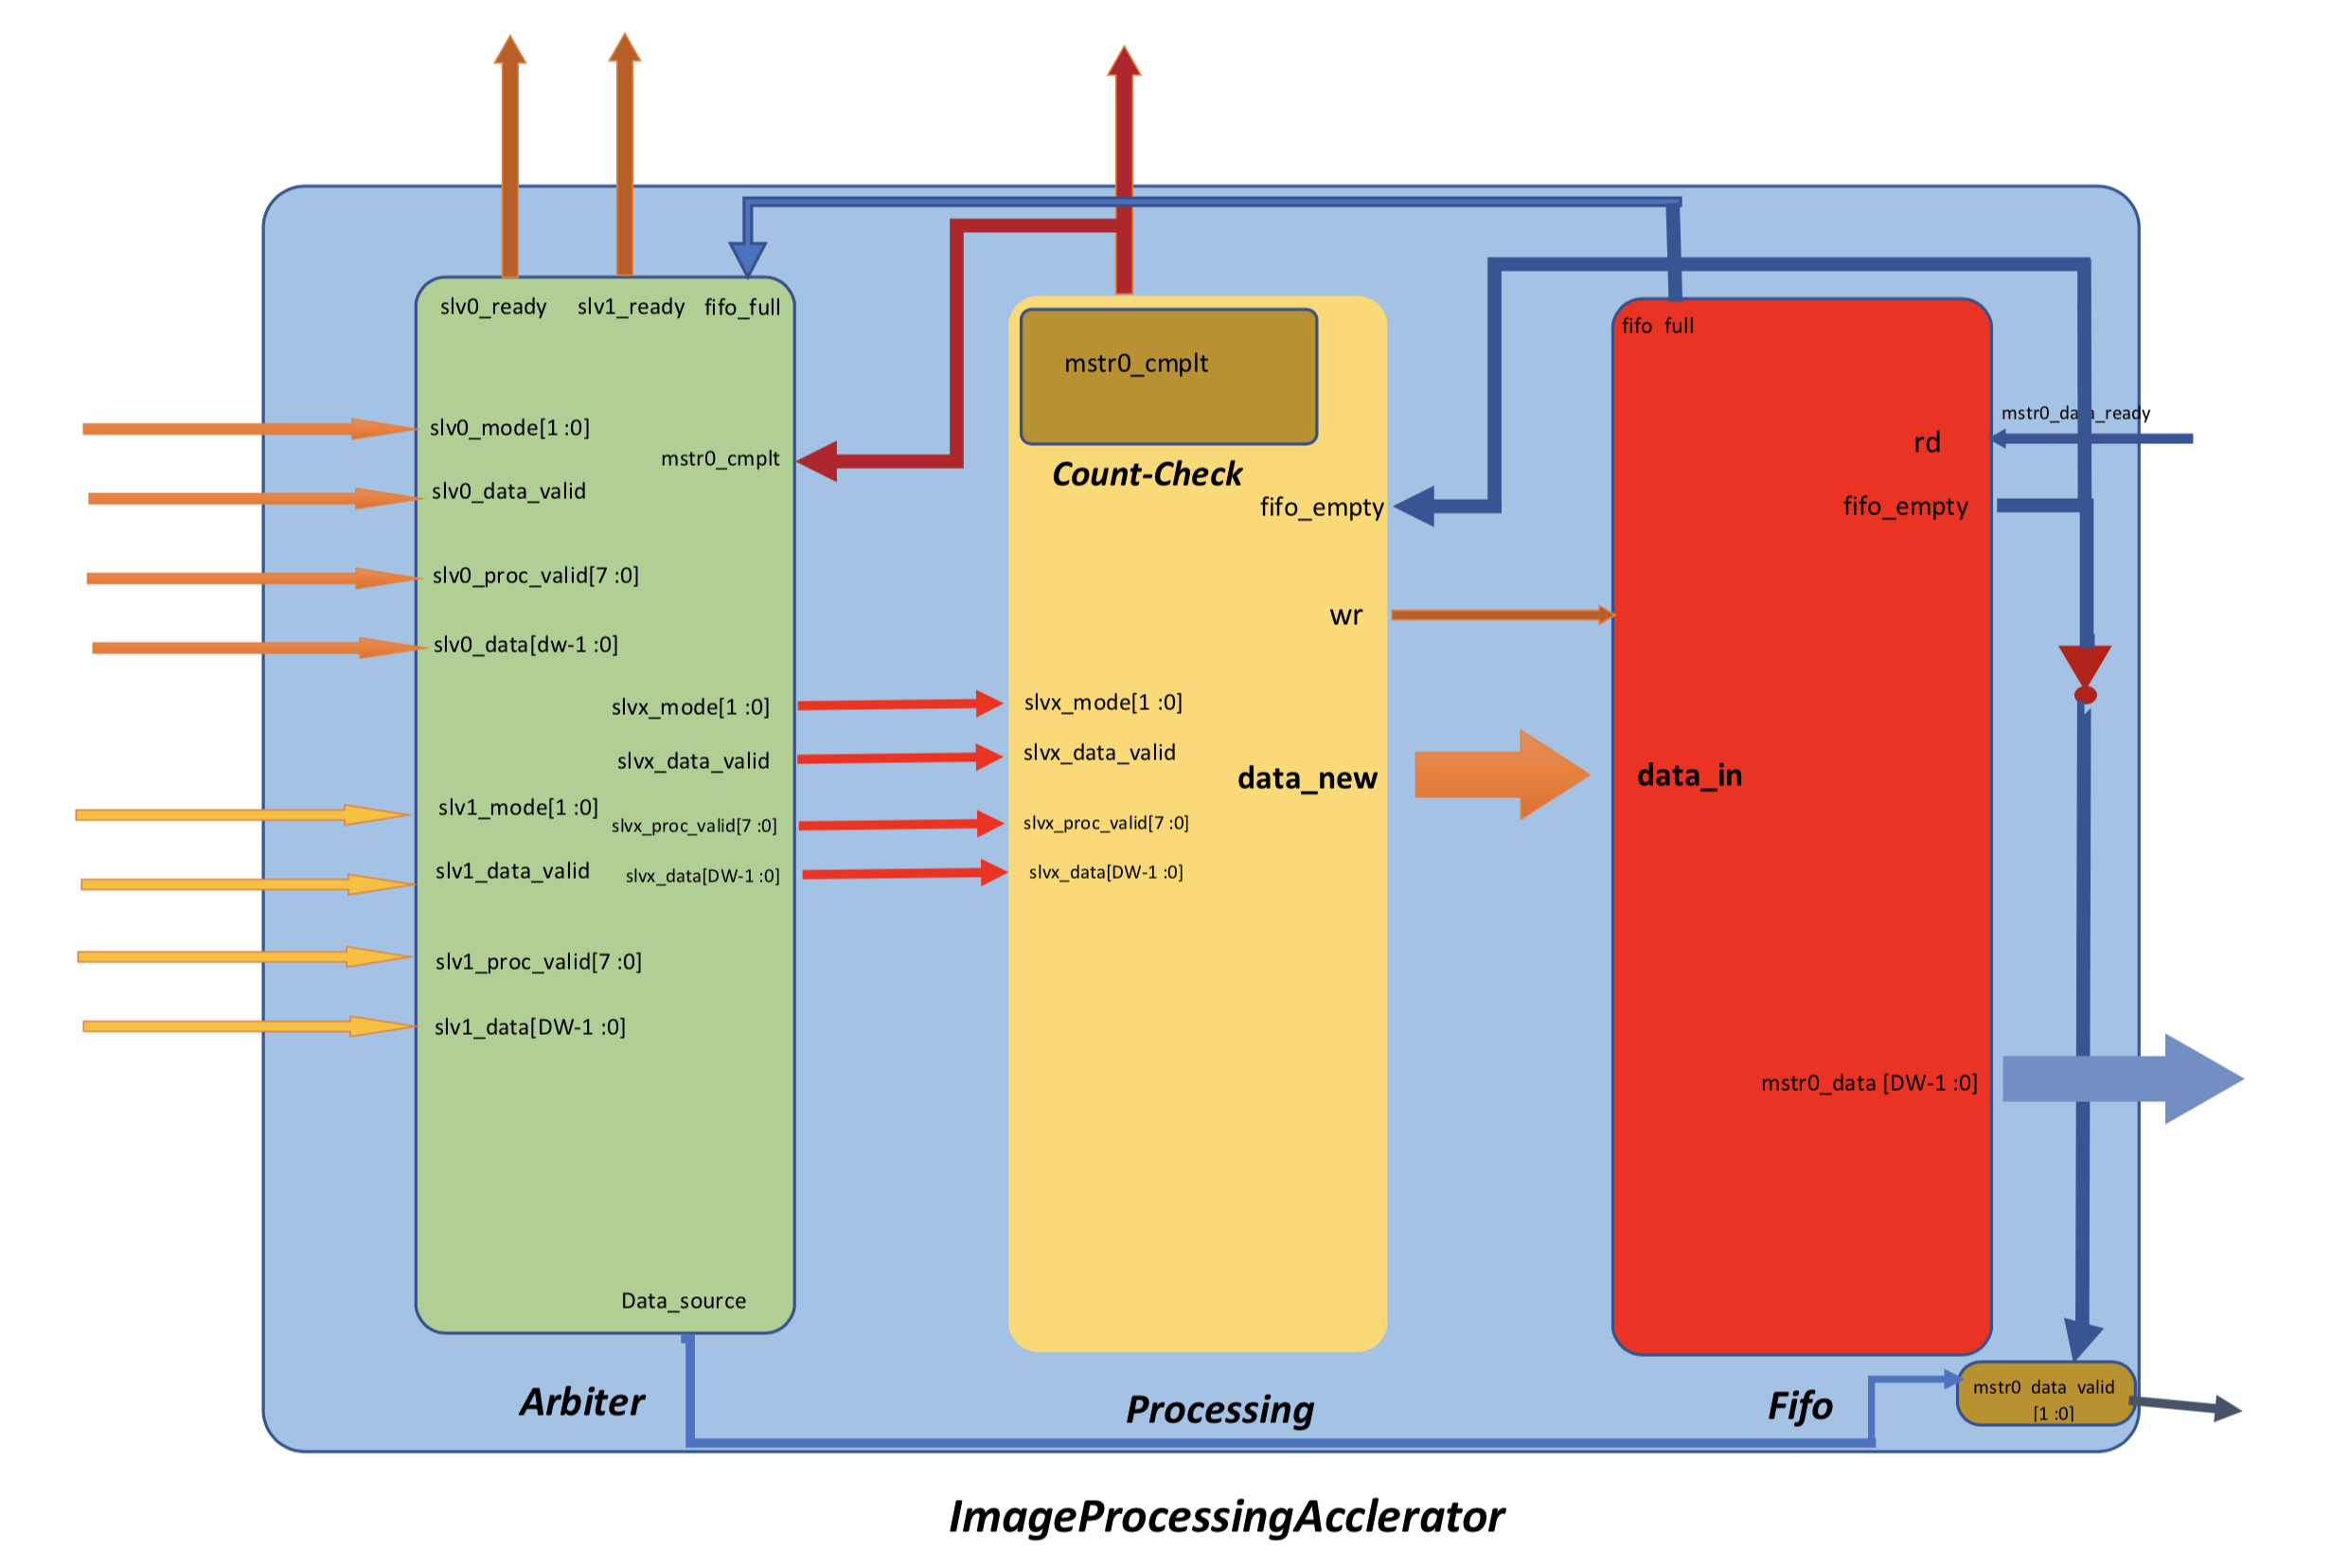 slv0_ready
slv1_ready
fifo_full
slv0_mode[1 :0]
mstr0_cmplt
slv0_data_valid
slv0_proc_valid[7 :0]
slv0_data[dw-1 :0]
slvx_mode[1 :0]
slvx_data_valid
slv1_mode[1 :0]
slvx_proc_valid[7 :0]
slv1_data_valid
slvx_data[DW-1 :0]
slv1_proc_valid[7 :0]
slv1_data[DW-1 :0]
Data_source
Arbiter
mstr0_cmplt
Count-Check
fifo_empty
wr
slvx_mode[1 :0]
slvx_data_valid
data_new
slvx_proc_valid[7 :0]
slvx_data[DW-1 :0]
Processing
fifo full
mstr0_data_ready
rd
fifo_empty
data_in
mstr0_data [DW-1 :0]
Fifo
mstr0 data valid
[1 :0]
ImageProcessingAcclerator